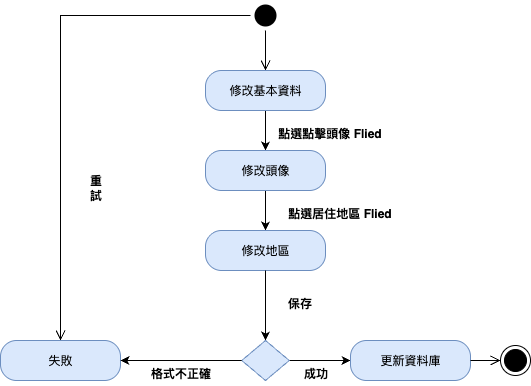 修改基本資料
點選點擊頭像 Flied
修改頭像
重
試
點選居住地區 Flied
修改地區
保存
失敗
格式不正確
成功
更新資料庫